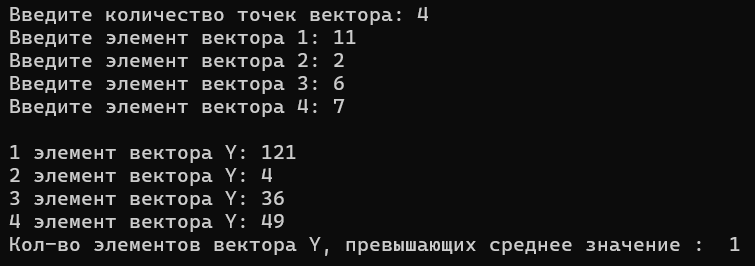 Введите количество точек вектора: 4
Введите элемент вектора 1: 11
Введите элемент вектора 2: 2
Введите элемент вектора 3: 6
Введите элемент вектора 4: 7
1 элемент вектора Y: 121
2 элемент вектора Y: 4
3 элемент вектора Y: 36
4 элемент вектора Y: 49
Кол-во элементов вектора Y, превышающих среднее значение :  1